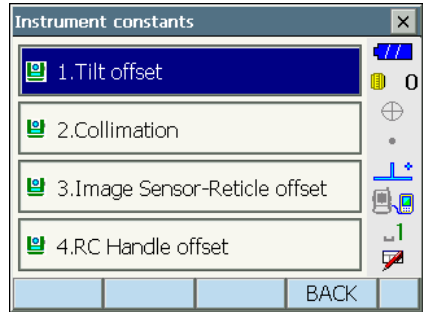 Instrument constants
1.Tilt offset
0
2.Collimation
3.Image Sensor-Reticle offset
4.RC Handle offset
1
BACK